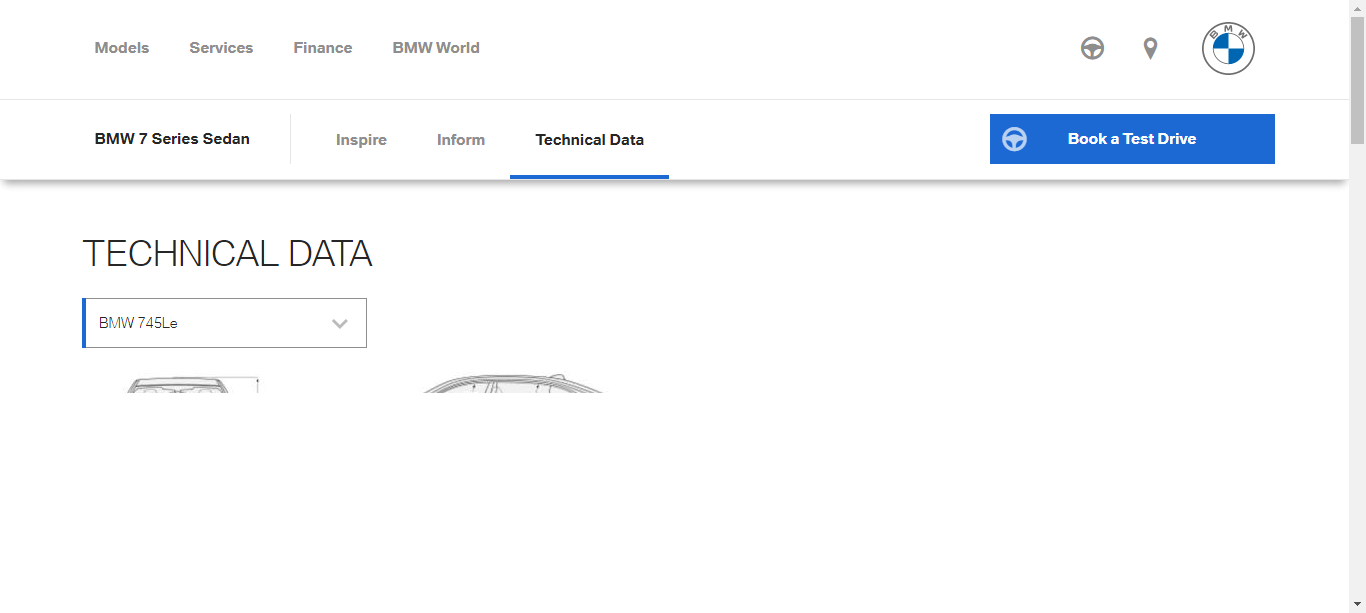 Models Services Finance BMW World
BMW
BMW 7 Series Sedan Inspire Inform Technical Data Book a Test Drive
TECHNICAL DATA
BMW 745Le